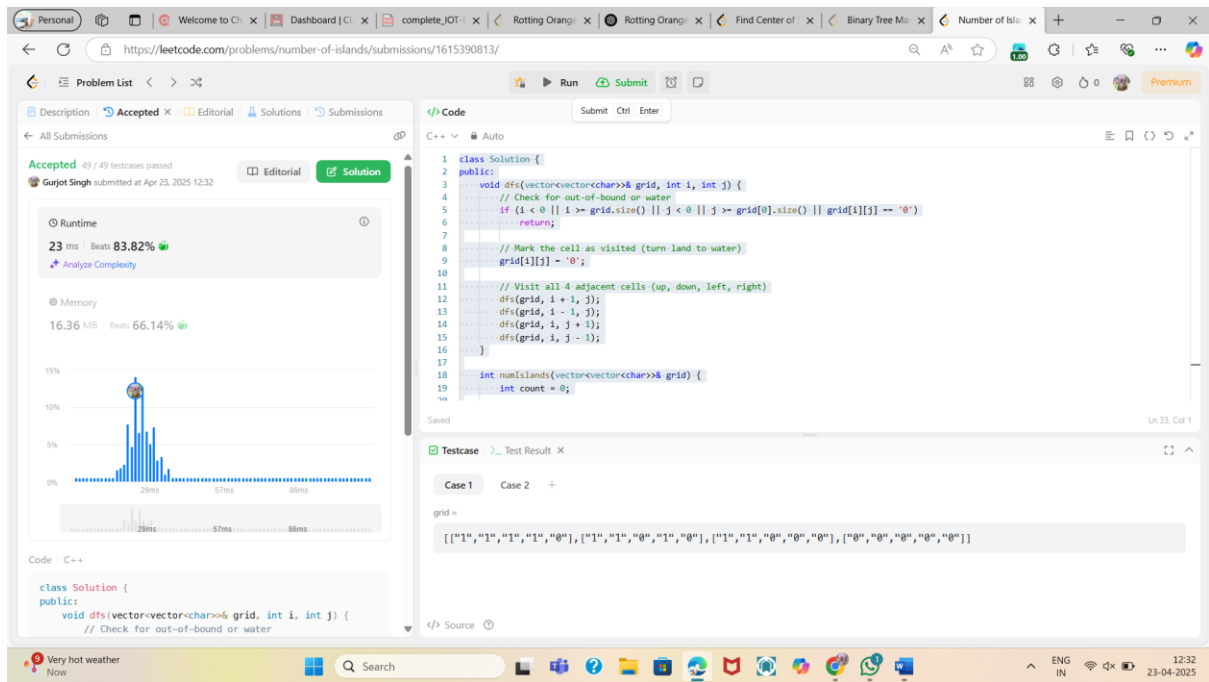 Personal
Welcome to Ch
Dashboard | CL
complete_IOT-
Rotting Orange
Rotting Orange
Find Center of
Binary Tree Ma
Number of Isla
https://leetcode.com/problems/number-of-islands/submissions/1615390813/
1.00
Problem List
Run
Submit
0
Premium
Description
Accepted
Editorial
Solutions
Submissions
All Submissions
Accepted 49 / 49 testcases passed
Gurjot Singh submitted at Apr 23, 2025 12:32
Editorial
Solution
Runtime
23 ms | Beats 83.82%
Analyze Complexity
Memory
16.36 MB | Beats 66.14%
15%
10%
5%
0%
29ms 57ms 86ms
29ms 57ms 86ms
Code | C++
class Solution {
public:
void dfs(vector<vector<char>>& grid, int i, int j) {
// Check for out-of-bound or water
</> Code
Submit Ctrl Enter
C++ Auto
1 class Solution {
2 public:
3 void dfs(vector<vector<char>>& grid, int i, int j) {
4 // Check for out-of-bound or water
5 if (i < 0 || i >= grid.size() || j < 0 || j >= grid[0].size() || grid[i][j] == '0')
6 return;
7
8 // Mark the cell as visited (turn land to water)
9 grid[i][j] = '0';
10
11 // Visit all 4 adjacent cells (up, down, left, right)
12 dfs(grid, i + 1, j);
13 dfs(grid, i - 1, j);
14 dfs(grid, i, j + 1);
15 dfs(grid, i, j - 1);
16 }
17
18 int numIslands(vector<vector<char>>& grid) {
19 int count = 0;
Saved
Ln 33, Col 1
Testcase
>_ Test Result
Case 1
Case 2
grid =
[["1","1","1","1","0"],["1","1","0","1","0"],["1","1","0","0","0"],["0","0","0","0","0"]]
</> Source
9
Very hot weather
Now
Search
ENG
IN
12:32
23-04-2025